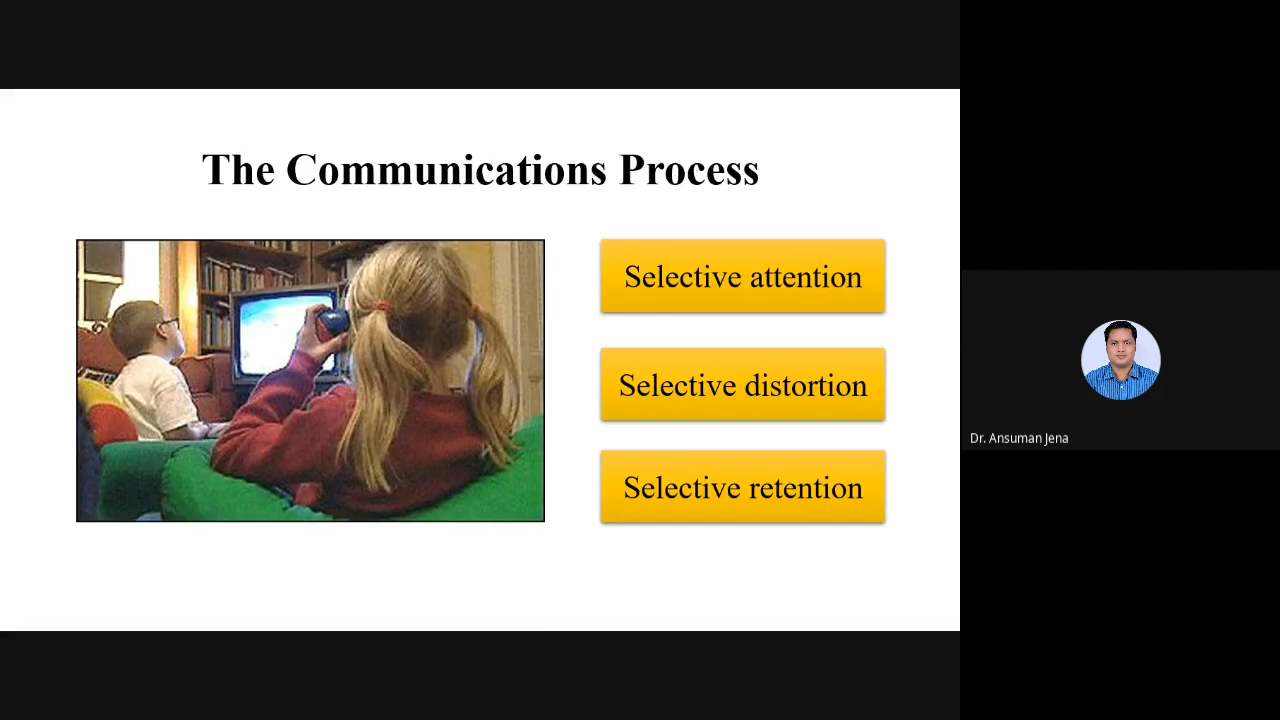 The Communications Process
Selective attention
Selective distortion
Selective retention
Dr. Ansuman Jena